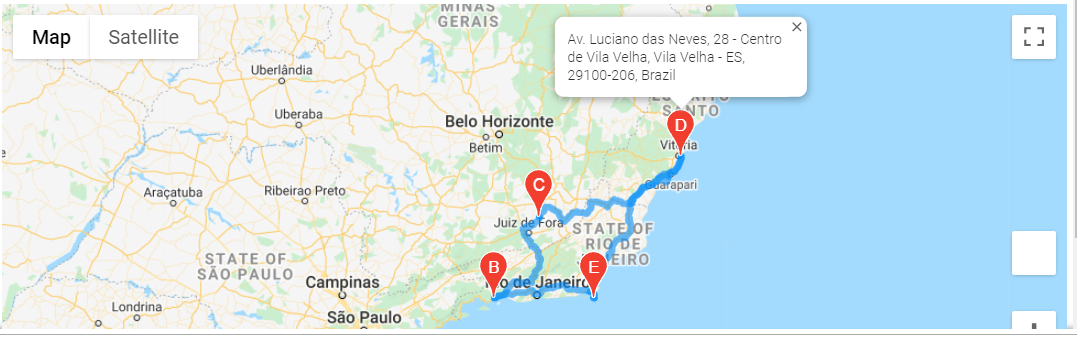 MINAS
GERAIS
Map
Satellite
Av. Luciano das Neves, 28 - Centro
de Vila Velha, Vila Velha - ES,
29100-206, Brazil
Uberlândia
SANTO
Uberaba
Belo Horizonte
D
Betim
Vitória
C
Araçatuba
Ribeirao Preto
Guarapari
Juiz de Fora
STATE OF
RIO DE
JANEIRO
STATE OF
SÃO PAULO
B
E
Rio de Janeiro
Campinas
Londrina
São Paulo